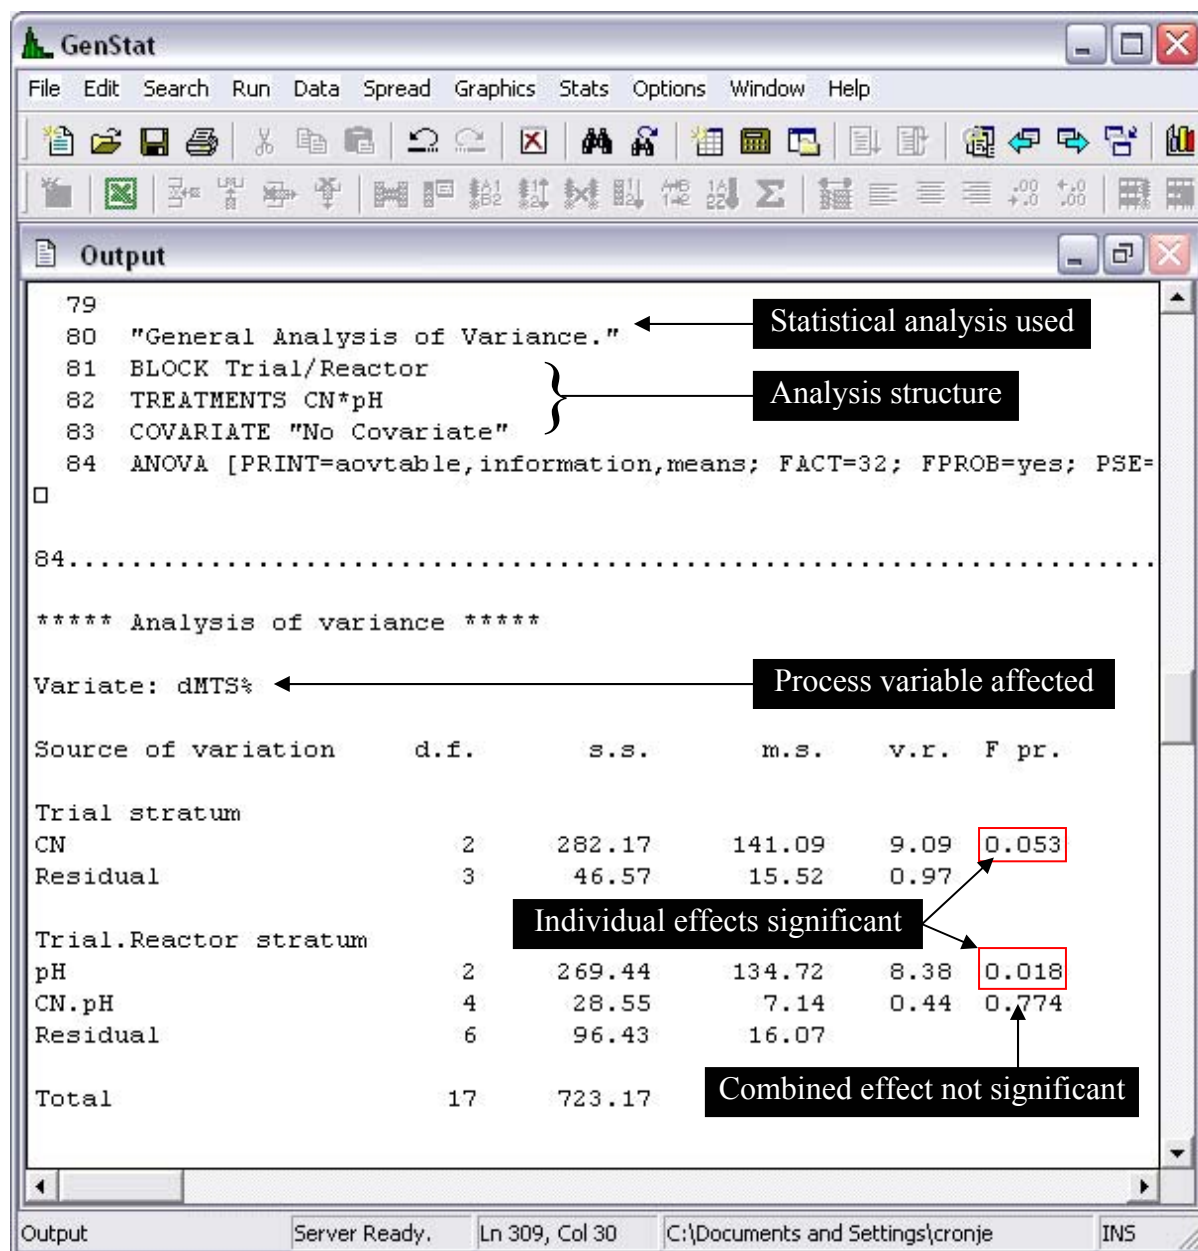 GenStat
File Edit Search Run Data Spread Graphics Stats Options Window Help
Output
79
80 "General Analysis of Variance."
Statistical analysis used
81 BLOCK Trial/Reactor
82 TREATMENTS CN*pH
Analysis structure
83 COVARIATE "No Covariate"
84 ANOVA [PRINT=aovtable,information,means; FACT=32; FPROB=yes; PSE=
84..............................................................................
***** Analysis of variance *****
Variate: dMTS%
Process variable affected
Source of variation d.f. s.s. m.s. v.r. F pr.
Trial stratum
CN 2 282.17 141.09 9.09 0.053
Residual 3 46.57 15.52 0.97
Individual effects significant
Trial.Reactor stratum
pH 2 269.44 134.72 8.38 0.018
CN.pH 4 28.55 7.14 0.44 0.774
Residual 6 96.43 16.07
Combined effect not significant
Total 17 723.17
Output Server Ready. Ln 309, Col 30 C:\Documents and Settings\cronje INS